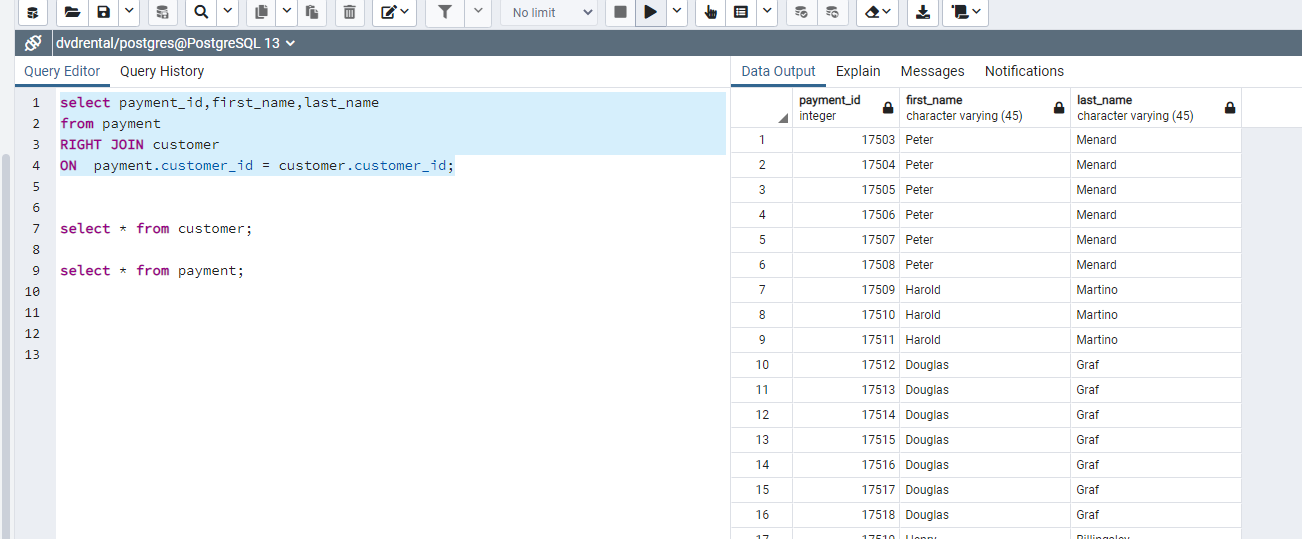 No limit
dvdrental/postgres@PostgreSQL 13
Query Editor Query History
1 select payment_id,first_name,last_name
2 from payment
3 RIGHT JOIN customer
4 ON payment.customer_id = customer.customer_id;
5
6
7 select * from customer;
8
9 select * from payment;
10
11
12
13
Data Output Explain Messages Notifications
payment_id first_name last_name
integer character varying (45) character varying (45)
1 17503 Peter Menard
2 17504 Peter Menard
3 17505 Peter Menard
4 17506 Peter Menard
5 17507 Peter Menard
6 17508 Peter Menard
7 17509 Harold Martino
8 17510 Harold Martino
9 17511 Harold Martino
10 17512 Douglas Graf
11 17513 Douglas Graf
12 17514 Douglas Graf
13 17515 Douglas Graf
14 17516 Douglas Graf
15 17517 Douglas Graf
16 17518 Douglas Graf
17 17519 Henry Billingsley